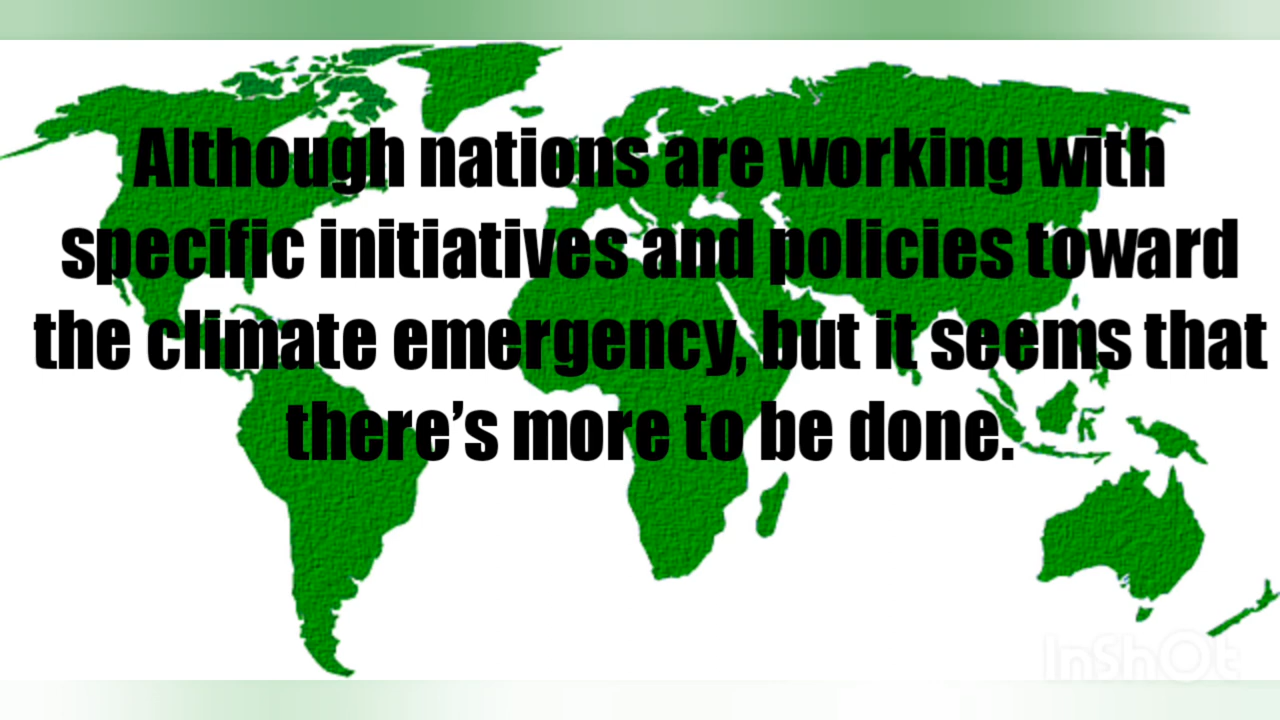 Although nations are working with
specific initiatives and policies toward
the climate emergency, but it seems that
there’s more to be done.
InShOt